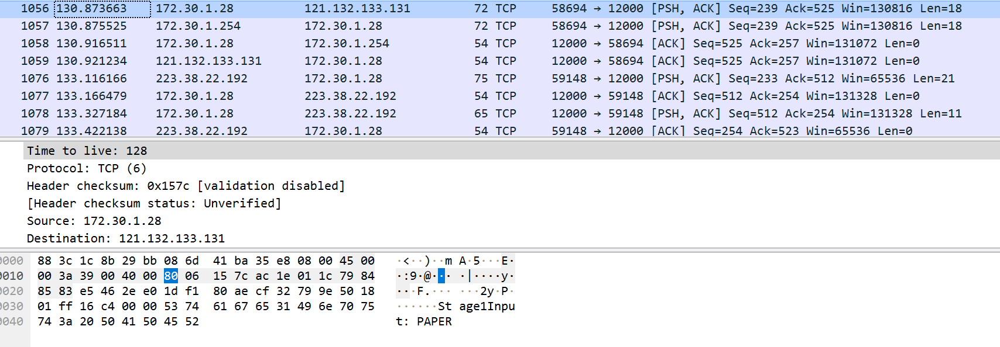 1056 130.873663 172.30.1.28 121.132.133.131 72 TCP 58694 → 12000 [PSH, ACK] Seq=239 Ack=525 Win=130816 Len=18
1057 130.875525 172.30.1.254 172.30.1.28 72 TCP 58694 → 12000 [PSH, ACK] Seq=239 Ack=525 Win=130816 Len=18
1058 130.916511 172.30.1.28 172.30.1.254 54 TCP 12000 → 58694 [ACK] Seq=525 Ack=257 Win=131072 Len=0
1059 130.921234 121.132.133.131 172.30.1.28 54 TCP 12000 → 58694 [ACK] Seq=525 Ack=257 Win=131072 Len=0
1076 133.116166 223.38.22.192 172.30.1.28 75 TCP 59148 → 12000 [PSH, ACK] Seq=233 Ack=512 Win=65536 Len=21
1077 133.166479 172.30.1.28 223.38.22.192 54 TCP 12000 → 59148 [ACK] Seq=512 Ack=254 Win=131328 Len=0
1078 133.327184 172.30.1.28 223.38.22.192 65 TCP 12000 → 59148 [PSH, ACK] Seq=512 Ack=254 Win=131328 Len=11
1079 133.422138 223.38.22.192 172.30.1.28 54 TCP 59148 → 12000 [ACK] Seq=254 Ack=523 Win=65536 Len=0
Time to live: 128
Protocol: TCP (6)
Header checksum: 0x157c [validation disabled]
[Header checksum status: Unverified]
Source: 172.30.1.28
Destination: 121.132.133.131
0000 88 3c 1c 8b 29 bb 08 6d 41 ba 35 e8 08 00 45 00 ·<··)··m A·5···E·
0010 00 3a 39 00 40 00 80 06 15 7c ac 1e 01 1c 79 84 ·:9·@··· ·|····y·
0020 85 83 e5 46 2e e0 1d f1 80 ae cf 32 79 9e 50 18 ···F.··· ···2y·P·
0030 01 ff 16 c4 00 00 53 74 61 67 65 31 49 6e 70 75 ······St age1Inpu
0040 74 3a 20 50 41 50 45 52 t: PAPER